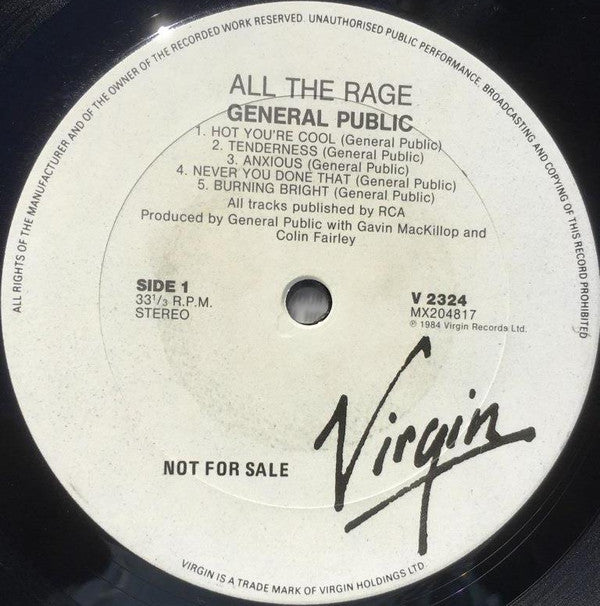 ALL RIGHTS OF THE MANUFACTURER AND OF THE OWNER OF THE RECORDED WORK RESERVED. UNAUTHORISED PUBLIC PERFORMANCE, BROADCASTING AND COPYING OF THIS RECORD PROHIBITED
ALL THE RAGE
GENERAL PUBLIC
1. HOT YOU'RE COOL (General Public)
2. TENDERNESS (General Public)
3. ANXIOUS (General Public)
4. NEVER YOU DONE THAT (General Public)
5. BURNING BRIGHT (General Public)
All tracks published by RCA
Produced by General Public with Gavin MacKillop and
Colin Fairley
SIDE 1
33 1/3 R.P.M.
STEREO
V 2324
MX204817
℗ 1984 Virgin Records Ltd.
Virgin
NOT FOR SALE
VIRGIN IS A TRADE MARK OF VIRGIN HOLDINGS LTD